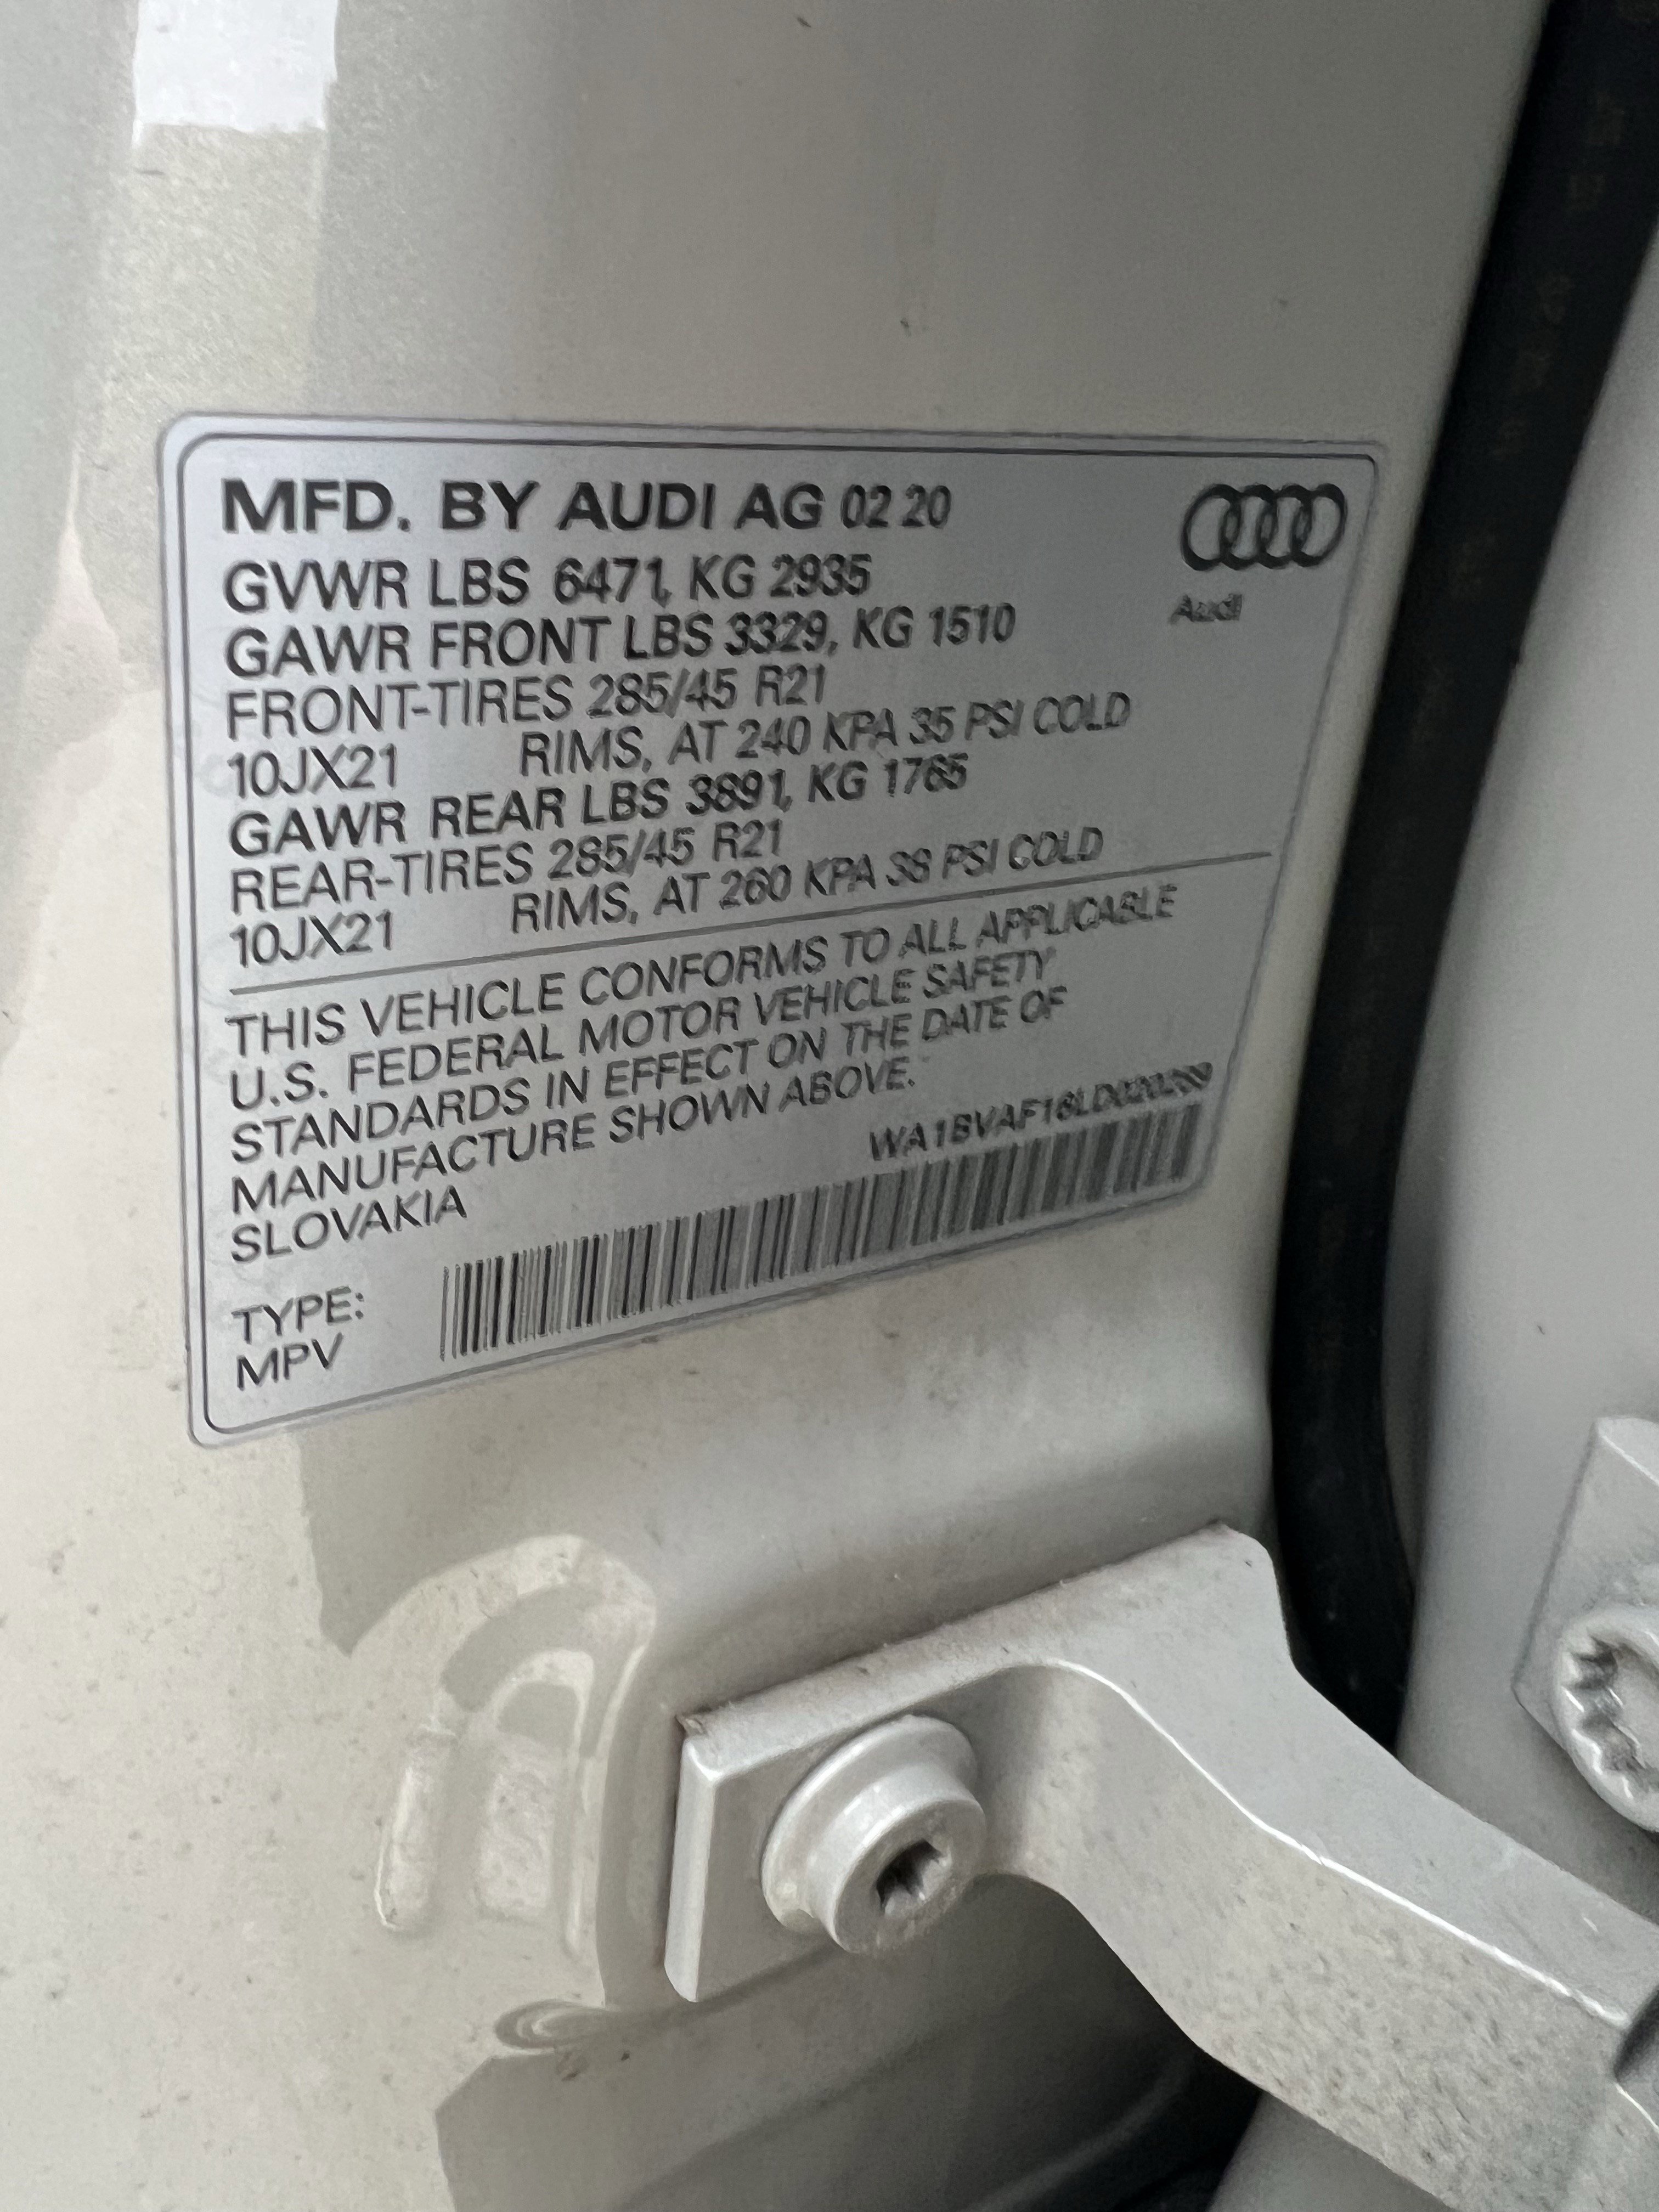 MFD. BY AUDI AG 02 20
Audi
GVWR LBS 6471, KG 2935
GAWR FRONT LBS 3329, KG 1510
FRONT-TIRES 285/45 R21
10JX21 RIMS, AT 240 KPA 35 PSI COLD
GAWR REAR LBS 3891, KG 1765
REAR-TIRES 285/45 R21
10JX21 RIMS, AT 260 KPA 38 PSI COLD
THIS VEHICLE CONFORMS TO ALL APPLICABLE
U.S. FEDERAL MOTOR VEHICLE SAFETY
STANDARDS IN EFFECT ON THE DATE OF
MANUFACTURE SHOWN ABOVE.
SLOVAKIA
TYPE:
MPV